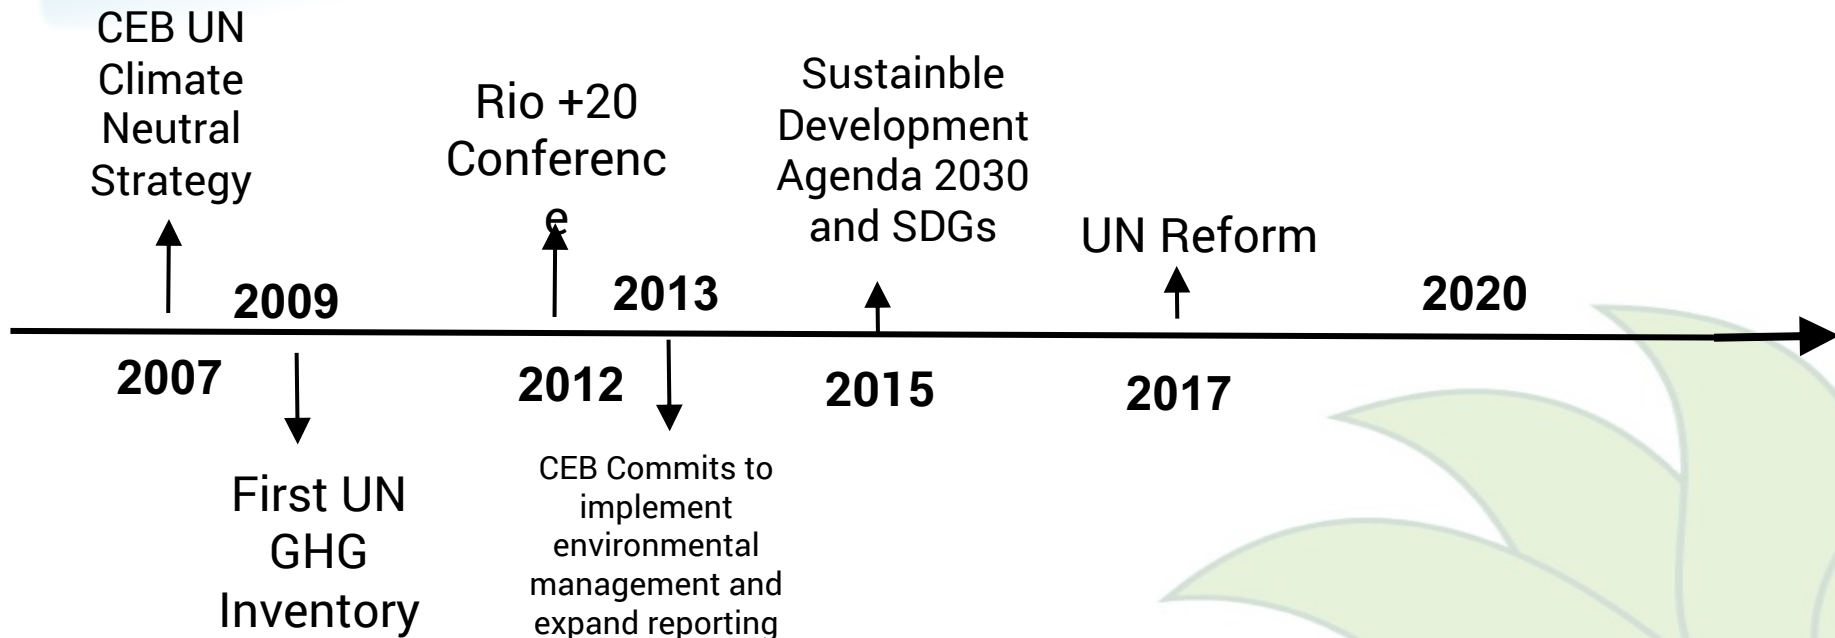 CEB UN
Climate
Neutral
Strategy
Rio +20
Conferenc
e
Sustainble
Development
Agenda 2030
and SDGs
UN Reform
2009
2013
2020
2007
2012
2015
2017
First UN
GHG
Inventory
CEB Commits to
implement
environmental
management and
expand reporting